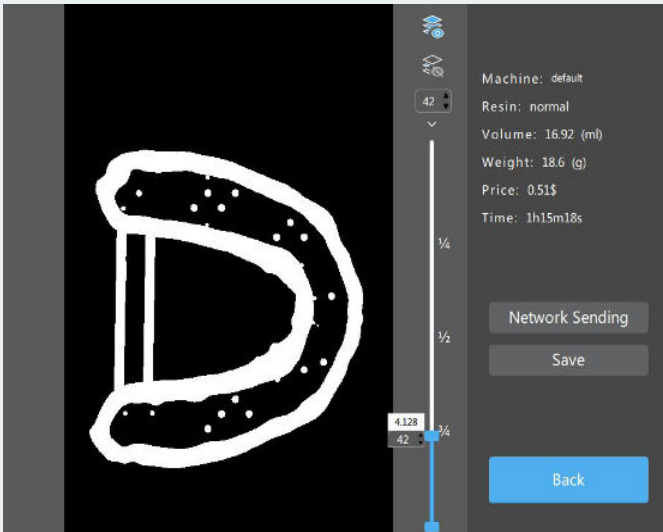 42
Machine: default
Resin: normal
Volume: 16.92 (ml)
Weight: 18.6 (g)
Price: 0.51$
Time: 1h15m18s
¼
½
¾
4.128
42
Network Sending
Save
Back